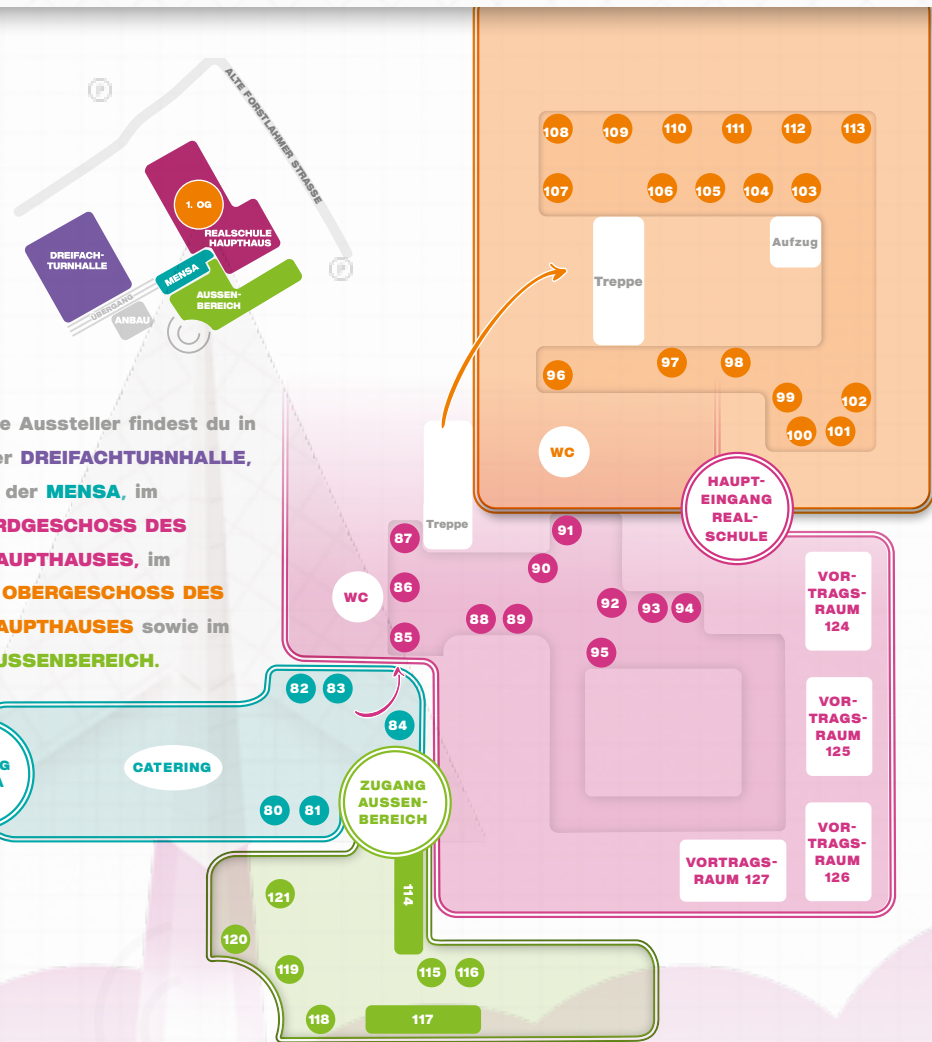 P
ALTE FORSTLAHMER STRASSE
1. OG
REALSCHULE
HAUPTHAUS
DREIFACH-
TURNHALLE
MENSA
AUSSEN-
BEREICH
ÜBERGANG
ANBAU
P
108 109 110 111 112 113
107 106 105 104 103
Treppe
Aufzug
96 97 98
99 102
100 101
WC
HAUPT-
EINGANG
REAL-
SCHULE
e Aussteller findest du in
er DREIFACHTURNHALLE,
der MENSA, im
RDGESCHOSS DES
AUPTHAUSES, im
OBERGESCHOSS DES
AUPTHAUSES sowie im
USSENBEREICH.
Treppe
87
91
90
86
WC
92 93 94
88 89
85
95
VOR-
TRAGS-
RAUM
124
VOR-
TRAGS-
RAUM
125
VOR-
TRAGS-
RAUM
126
VORTRAGS-
RAUM 127
82 83
84
G
A
CATERING
80 81
ZUGANG
AUSSEN-
BEREICH
114
121
120
119
115 116
118
117